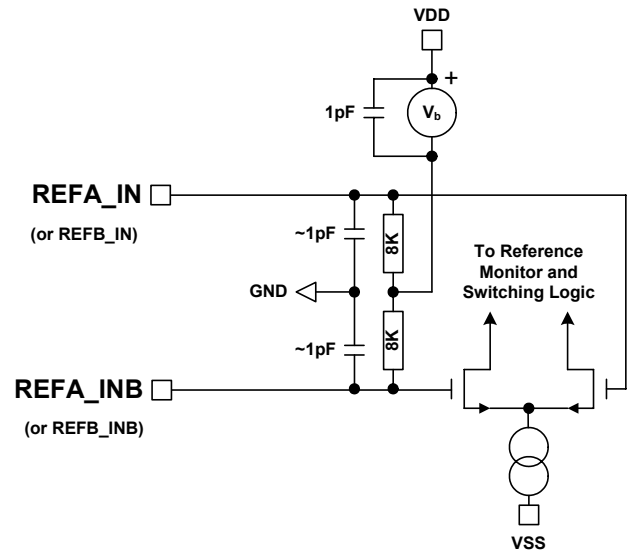 VDD
+
1pF
Vb
REFA_IN
(or REFB_IN)
~1pF
8K
To Reference
Monitor and
Switching Logic
GND
~1pF
8K
REFA_INB
(or REFB_INB)
VSS